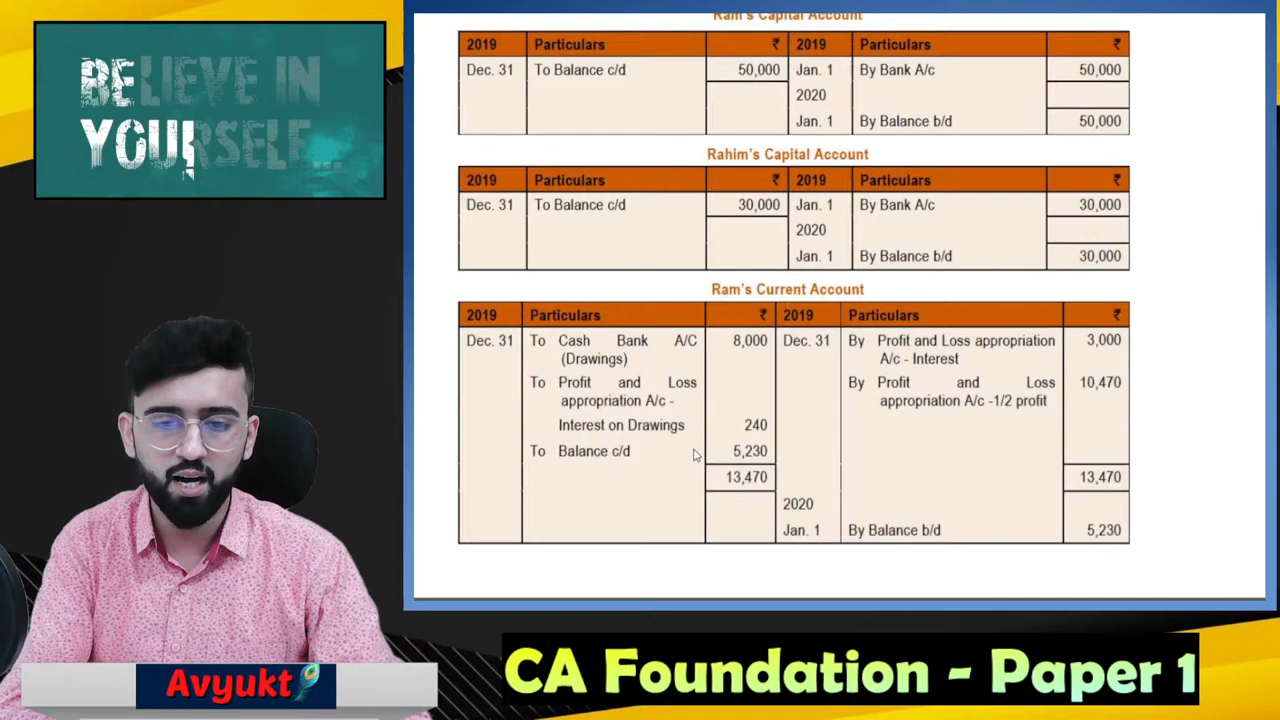 BELIEVE IN
YOURSELF...
Ram's Capital Account
2019 Particulars ₹ 2019 Particulars ₹
Dec. 31 To Balance c/d 50,000 Jan. 1 By Bank A/c 50,000
2020
Jan. 1 By Balance b/d 50,000
Rahim's Capital Account
2019 Particulars ₹ 2019 Particulars ₹
Dec. 31 To Balance c/d 30,000 Jan. 1 By Bank A/c 30,000
2020
Jan. 1 By Balance b/d 30,000
Ram's Current Account
2019 Particulars ₹ 2019 Particulars ₹
Dec. 31 To Cash Bank A/C 8,000 Dec. 31 By Profit and Loss appropriation 3,000
(Drawings) A/c - Interest
To Profit and Loss By Profit and Loss 10,470
appropriation A/c - appropriation A/c -1/2 profit
Interest on Drawings 240
To Balance c/d 5,230
13,470 13,470
2020
Jan. 1 By Balance b/d 5,230
Avyukt
CA Foundation - Paper 1